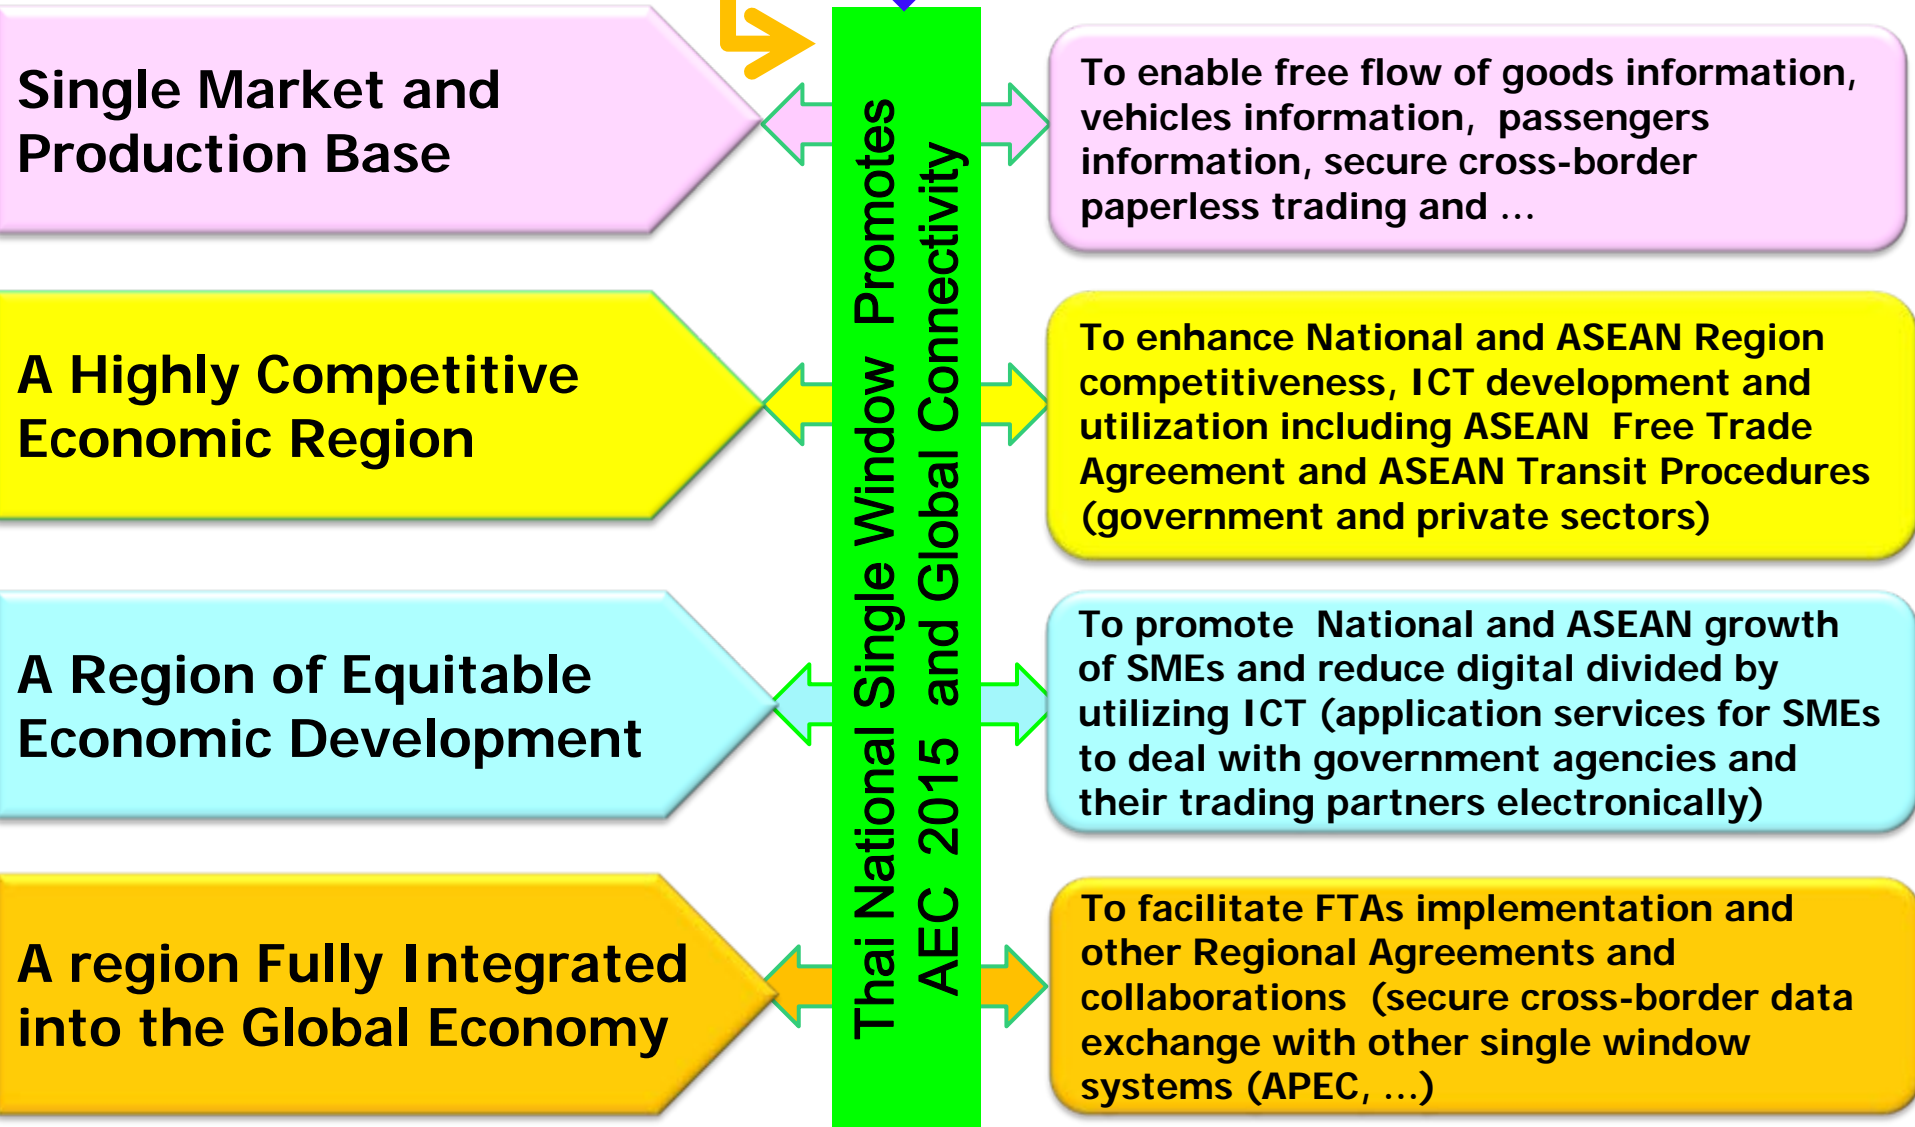 Single Market and
Production Base
To enable free flow of goods information,
vehicles information, passengers
information, secure cross-border
paperless trading and ...
Thai National Single Window Promotes
AEC 2015 and Global Connectivity
A Highly Competitive
Economic Region
To enhance National and ASEAN Region
competitiveness, ICT development and
utilization including ASEAN Free Trade
Agreement and ASEAN Transit Procedures
(government and private sectors)
A Region of Equitable
Economic Development
To promote National and ASEAN growth
of SMEs and reduce digital divided by
utilizing ICT (application services for SMEs
to deal with government agencies and
their trading partners electronically)
A region Fully Integrated
into the Global Economy
To facilitate FTAs implementation and
other Regional Agreements and
collaborations (secure cross-border data
exchange with other single window
systems (APEC, ...)